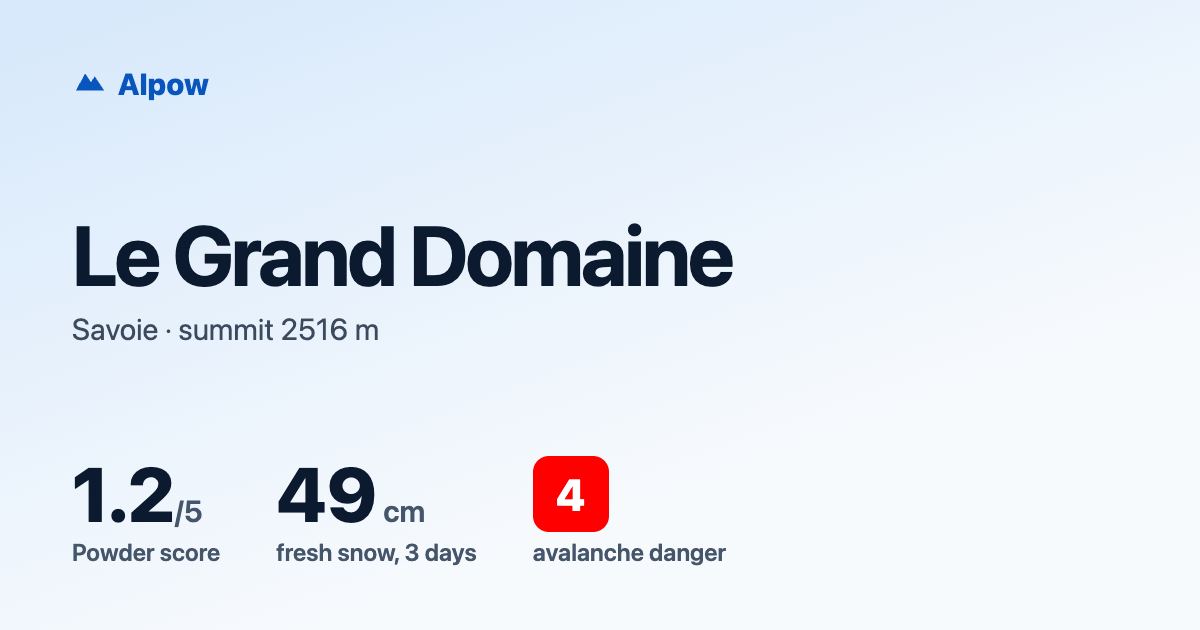 Alpow
Le Grand Domaine
Savoie · summit 2516 m
1.2/5 49 cm 4
Powder score fresh snow, 3 days avalanche danger